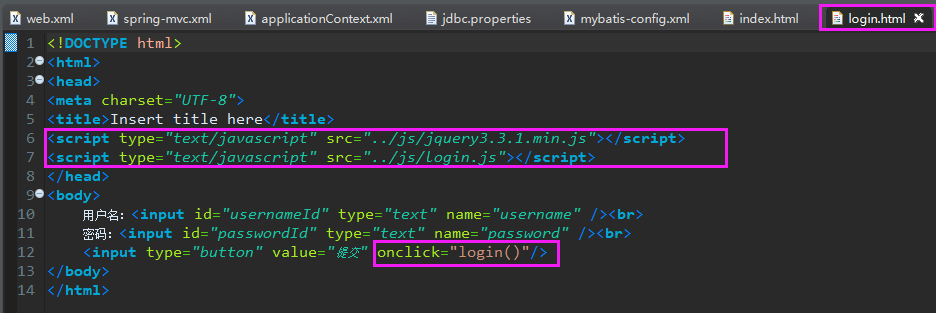 web.xml spring-mvc.xml applicationContext.xml jdbc.properties mybatis-config.xml index.html login.html
1 <!DOCTYPE html>
2 <html>
3 <head>
4 <meta charset="UTF-8">
5 <title>Insert title here</title>
6 <script type="text/javascript" src="../js/jquery3.3.1.min.js"></script>
7 <script type="text/javascript" src="../js/login.js"></script>
8 </head>
9 <body>
10 用户名：<input id="usernameId" type="text" name="username" /><br>
11 密码：<input id="passwordId" type="text" name="password" /><br>
12 <input type="button" value="提交" onclick="login()"/>
13 </body>
14 </html>